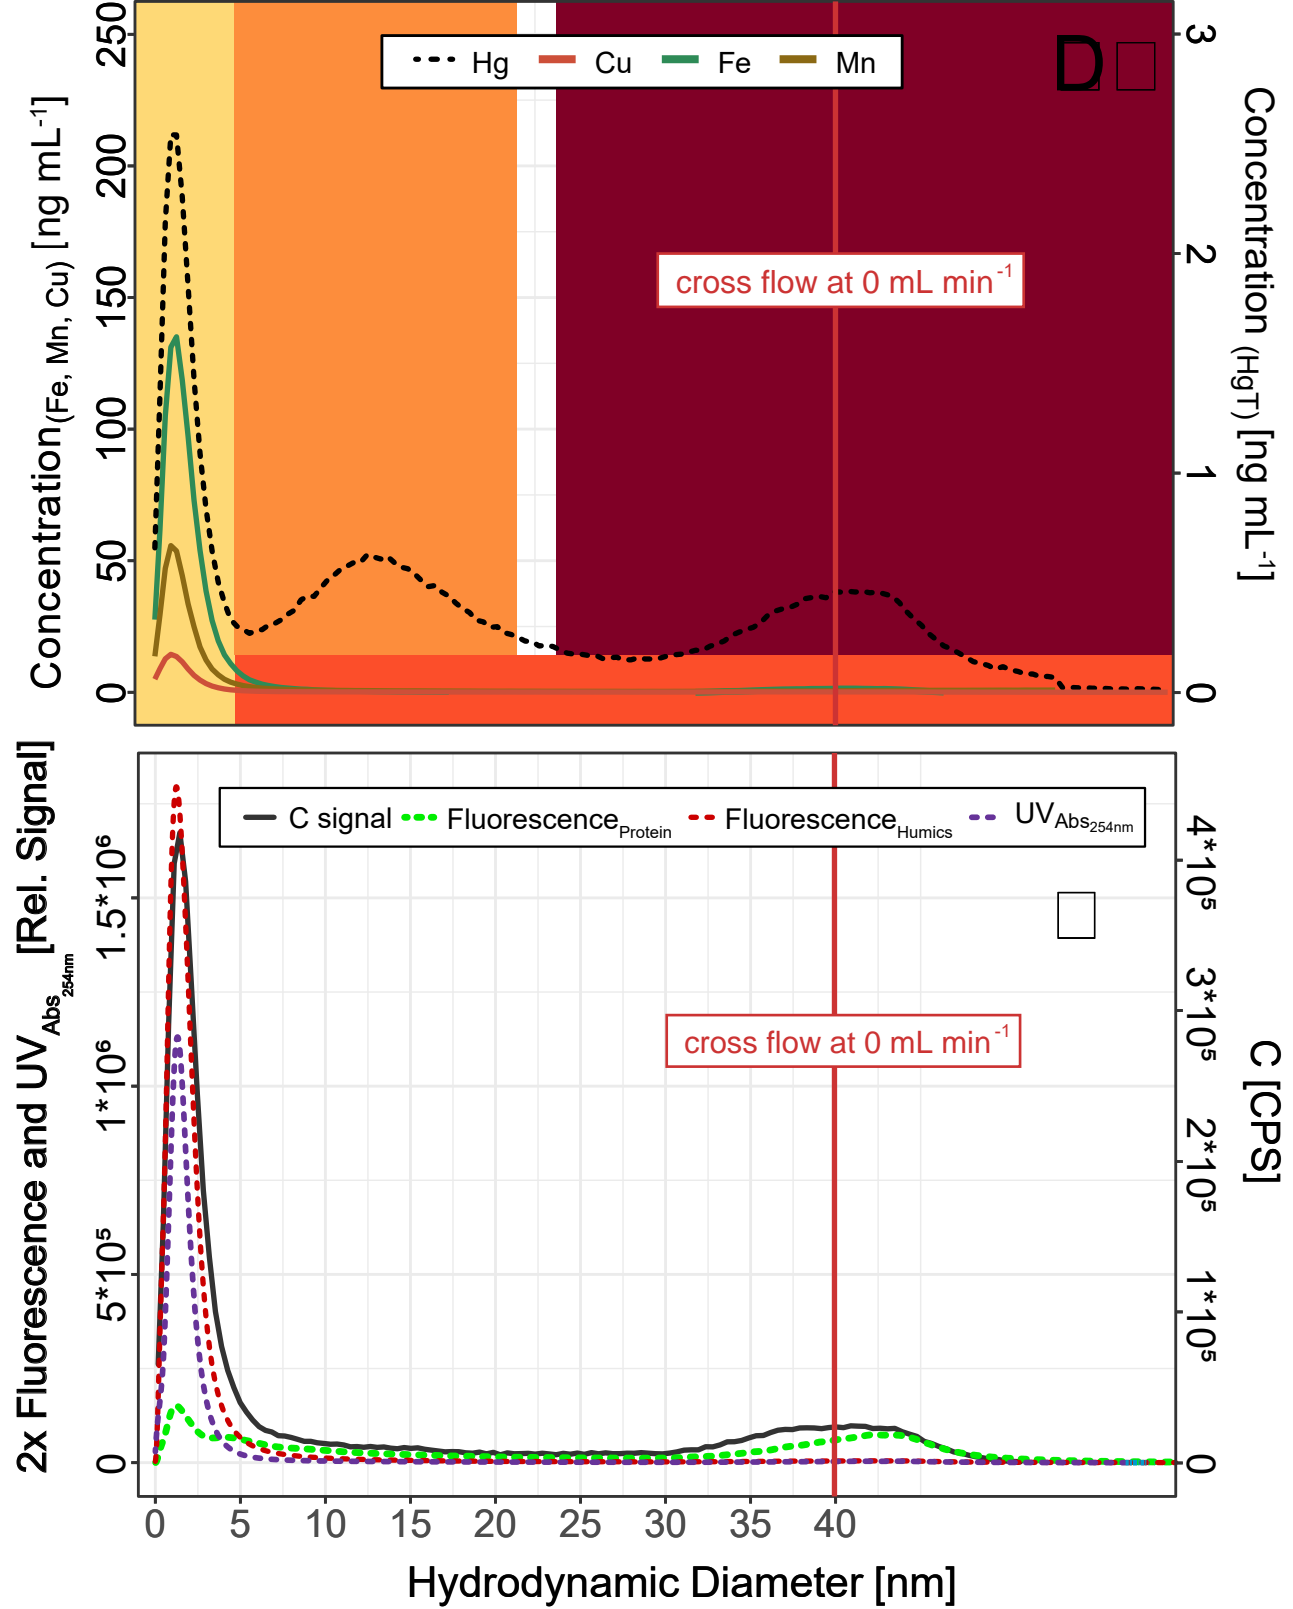 Hg Cu Fe Mn
D
Concentration(Fe, Mn, Cu) [ng mL-1]
250
200
150
100
50
0
3
2
1
0
Concentration (HgT) [ng mL-1]
cross flow at 0 mL min-1
C signal FluorescenceProtein FluorescenceHumics UVAbs254nm
2x Fluorescence and UVAbs254nm [Rel. Signal]
1.5*10⁶
1*10⁶
5*10⁵
0
4*10⁵
3*10⁵
2*10⁵
1*10⁵
0
C [CPS]
cross flow at 0 mL min-1
0 5 10 15 20 25 30 35 40
Hydrodynamic Diameter [nm]